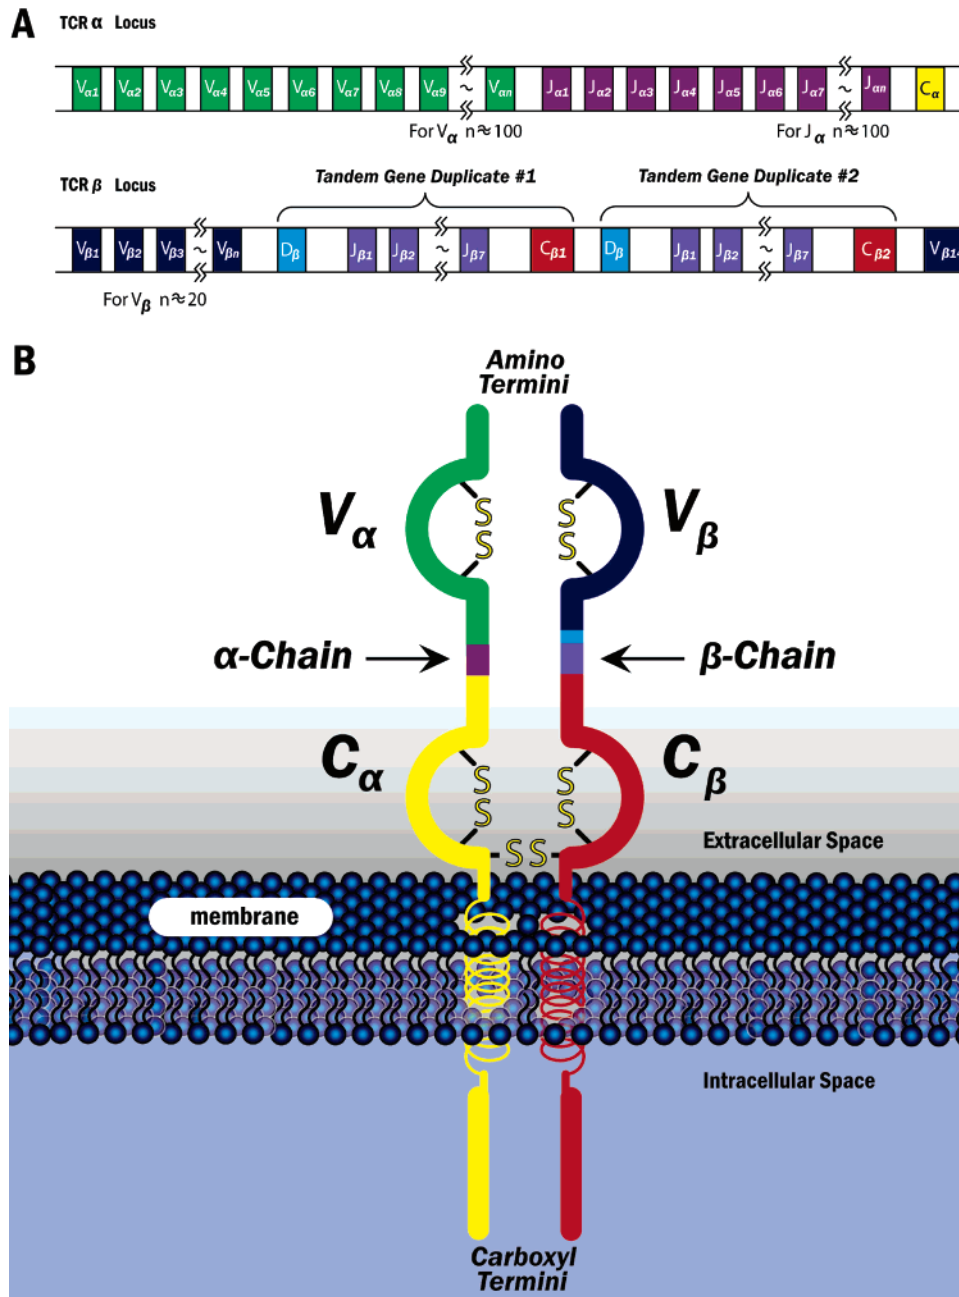 A
TCR α Locus
Vα1 Vα2 Vα3 Vα4 Vα5 Vα6 Vα7 Vα8 Vα9 ~ Vαn Jα1 Jα2 Jα3 Jα4 Jα5 Jα6 Jα7 ~ Jαn Cα
For Vα n≈100 For Jα n≈100
TCR β Locus
Tandem Gene Duplicate #1 Tandem Gene Duplicate #2
Vβ1 Vβ2 Vβ3 ~ Vβn Dβ Jβ1 Jβ2 ~ Jβ7 Cβ1 Dβ Jβ1 Jβ2 ~ Jβ7 Cβ2 Vβ14
For Vβ n≈20
B
Amino
Termini
Vα S S S S Vβ
α-Chain β-Chain
Cα S S S S Cβ
S S
Extracellular Space
membrane
Intracellular Space
Carboxyl
Termini